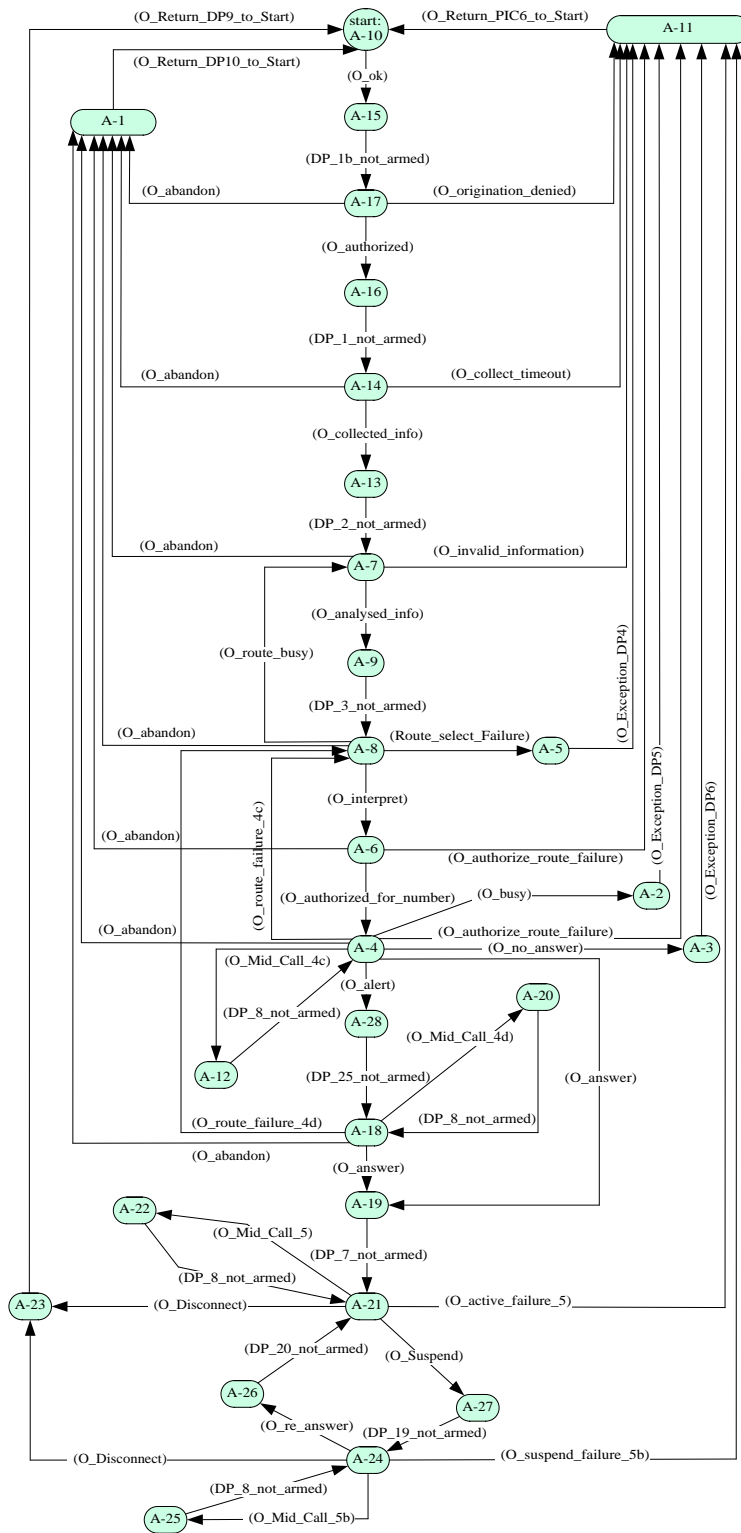 (O_Return_DP9_to_Start)
start:
A-10
(O_Return_PIC6_to_Start)
A-11
(O_Return_DP10_to_Start)
(O_ok)
A-1
A-15
(DP_1b_not_armed)
(O_abandon)
A-17
(O_origination_denied)
(O_authorized)
A-16
(DP_1_not_armed)
(O_abandon)
A-14
(O_collect_timeout)
(O_collected_info)
A-13
(DP_2_not_armed)
(O_abandon)
(O_invalid_information)
A-7
(O_analysed_info)
(O_route_busy)
A-9
(O_Exception_DP4)
(DP_3_not_armed)
(O_abandon)
A-8
(Route_select_Failure)
A-5
(O_interpret)
(O_Exception_DP5)
(O_Exception_DP6)
(O_abandon)
(O_route_failure_4c)
A-6
(O_authorize_route_failure)
(O_authorized_for_number)
(O_busy)
A-2
(O_abandon)
(O_authorize_route_failure)
A-4
(O_no_answer)
A-3
(O_Mid_Call_4c)
(O_alert)
(DP_8_not_armed)
A-20
A-28
(O_Mid_Call_4d)
A-12
(DP_25_not_armed)
(O_answer)
(O_route_failure_4d)
(DP_8_not_armed)
A-18
(O_abandon)
(O_answer)
A-22
A-19
(O_Mid_Call_5)
(DP_7_not_armed)
(DP_8_not_armed)
A-23
(O_Disconnect)
A-21
(O_active_failure_5)
(DP_20_not_armed)
(O_Suspend)
A-26
A-27
(O_re_answer)
(DP_19_not_armed)
(O_Disconnect)
A-24
(O_suspend_failure_5b)
(DP_8_not_armed)
A-25
(O_Mid_Call_5b)